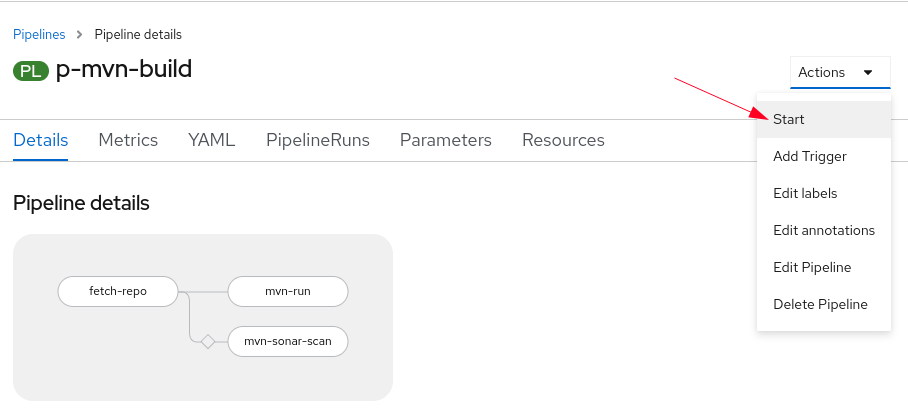 Pipelines > Pipeline details
PL p-mvn-build
Actions
Start
Add Trigger
Edit labels
Edit annotations
Edit Pipeline
Delete Pipeline
Details Metrics YAML PipelineRuns Parameters Resources
Pipeline details
fetch-repo mvn-run
mvn-sonar-scan